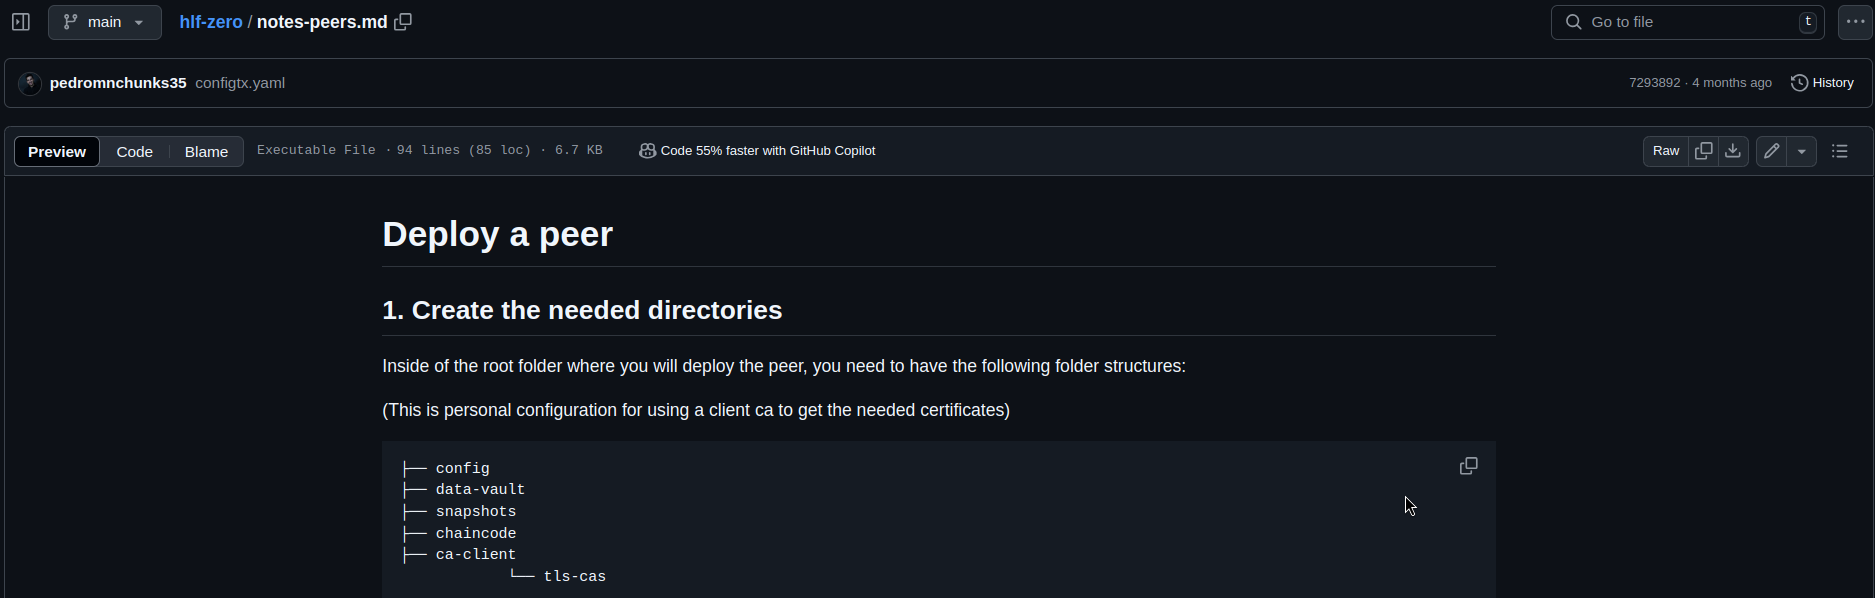 main
hlf-zero / notes-peers.md
Go to file
t
pedromnchunks35 configtx.yaml
7293892 · 4 months ago
History
Preview
Code
Blame
Executable File · 94 lines (85 loc) · 6.7 KB
Code 55% faster with GitHub Copilot
Raw
Deploy a peer
1. Create the needed directories
Inside of the root folder where you will deploy the peer, you need to have the following folder structures:
(This is personal configuration for using a client ca to get the needed certificates)
├── config
├── data-vault
├── snapshots
├── chaincode
├── ca-client
            └── tls-cas